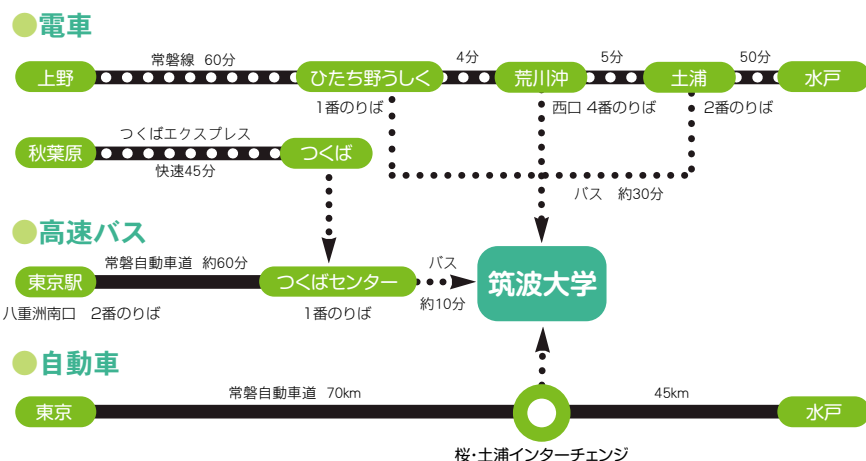 ●電車
常磐線 60分
4分
5分
50分
上野
ひたち野うしく
荒川沖
土浦
水戸
1番のりば
西口 4番のりば
2番のりば
つくばエクスプレス
秋葉原
つくば
快速45分
バス 約30分
●高速バス
常磐自動車道 約60分
バス
東京駅
つくばセンター
筑波大学
約10分
八重洲南口 2番のりば
1番のりば
●自動車
常磐自動車道 70km
45km
東京
水戸
桜・土浦インターチェンジ